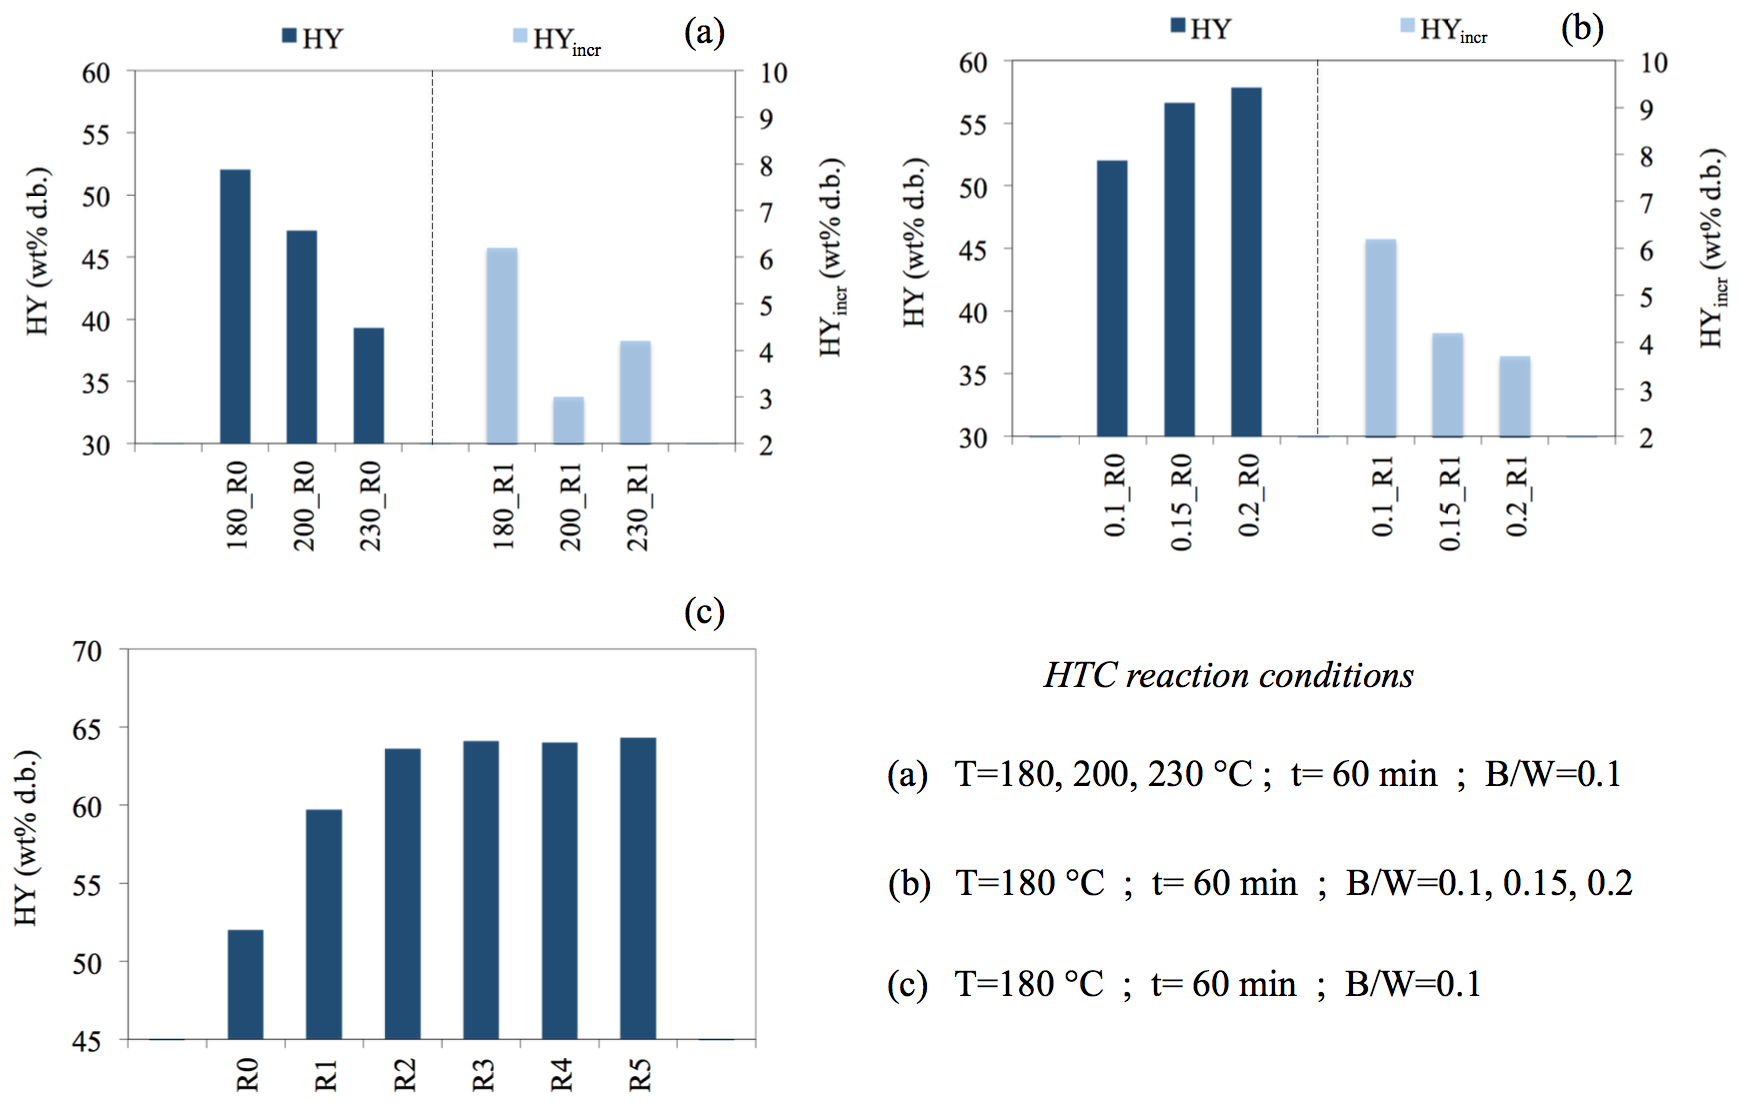 HY HYincr (a)
60
55
50
45
40
35
30
HY (wt% d.b.)
10
9
8
7
6
5
4
3
2
HYincr (wt% d.b.)
180_R0 200_R0 230_R0 180_R1 200_R1 230_R1
HY HYincr (b)
60
55
50
45
40
35
30
HY (wt% d.b.)
10
9
8
7
6
5
4
3
2
HYincr (wt% d.b.)
0.1_R0 0.15_R0 0.2_R0 0.1_R1 0.15_R1 0.2_R1
(c)
70
65
60
55
50
45
HY (wt% d.b.)
R0 R1 R2 R3 R4 R5
HTC reaction conditions
(a) T=180, 200, 230 °C ; t= 60 min ; B/W=0.1
(b) T=180 °C ; t= 60 min ; B/W=0.1, 0.15, 0.2
(c) T=180 °C ; t= 60 min ; B/W=0.1